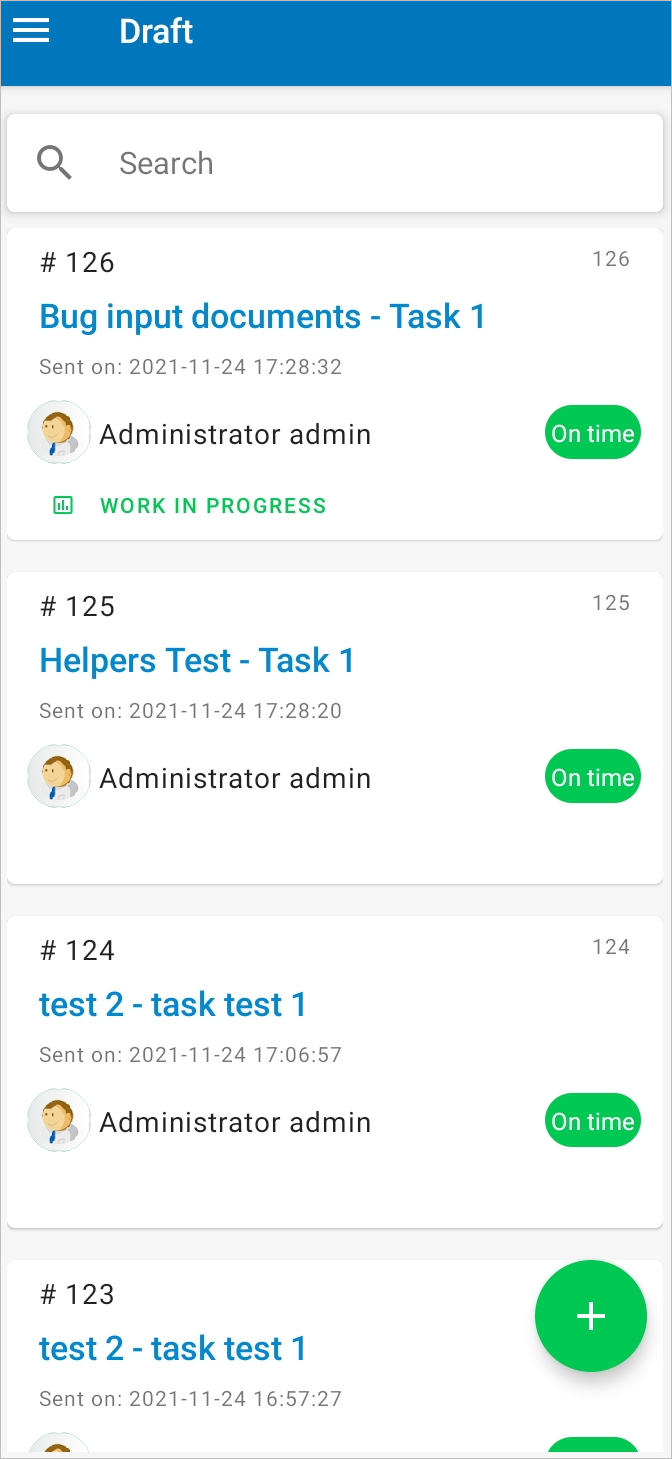 Draft
Search
# 126
126
Bug input documents - Task 1
Sent on: 2021-11-24 17:28:32
Administrator admin
On time
WORK IN PROGRESS
# 125
125
Helpers Test - Task 1
Sent on: 2021-11-24 17:28:20
Administrator admin
On time
# 124
124
test 2 - task test 1
Sent on: 2021-11-24 17:06:57
Administrator admin
On time
# 123
+
test 2 - task test 1
Sent on: 2021-11-24 16:57:27